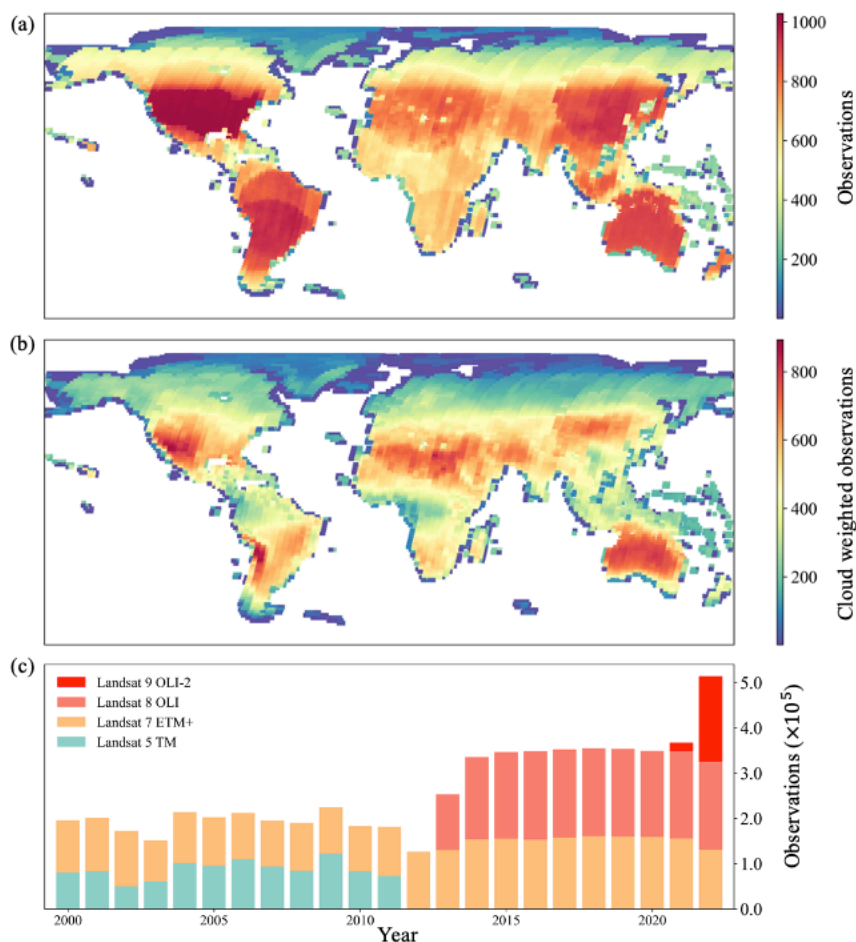 (a)
1000
800
600
400
200
Observations
(b)
800
600
400
200
Cloud weighted observations
(c)
Landsat 9 OLI-2
Landsat 8 OLI
Landsat 7 ETM+
Landsat 5 TM
5.0
4.0
3.0
2.0
1.0
0.0
Observations (×10⁵)
2000
2005
2010
2015
2020
Year